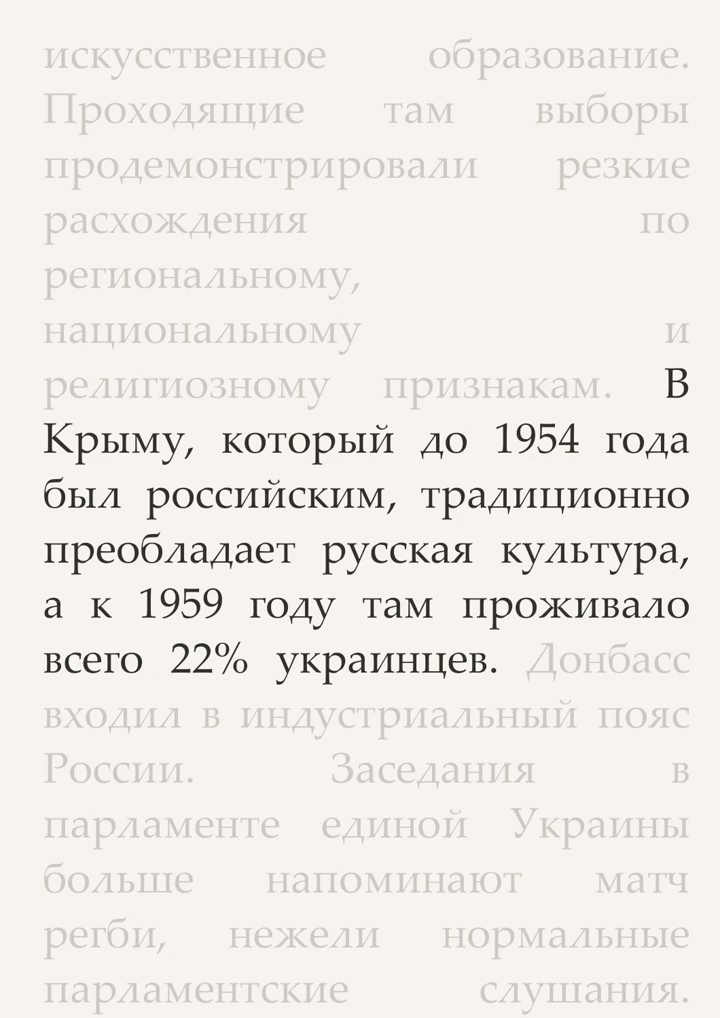 искусственное образование.
Проходящие там выборы
продемонстрировали резкие
расхождения по
региональному,
национальному и
религиозному признакам. В
Крыму, который до 1954 года
был российским, традиционно
преобладает русская культура,
а к 1959 году там проживало
всего 22% украинцев. Донбасс
входил в индустриальный пояс
России. Заседания в
парламенте единой Украины
больше напоминают матч
регби, нежели нормальные
парламентские слушания.